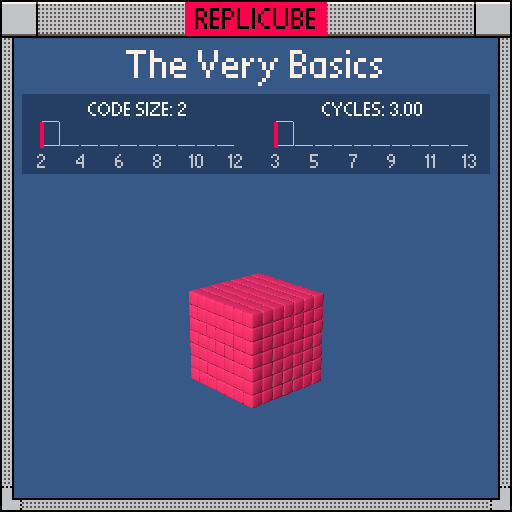 REPLICUBE
The Very Basics
CODE SIZE: 2 CYCLES: 3.00
2 4 6 8 10 12 3 5 7 9 11 13